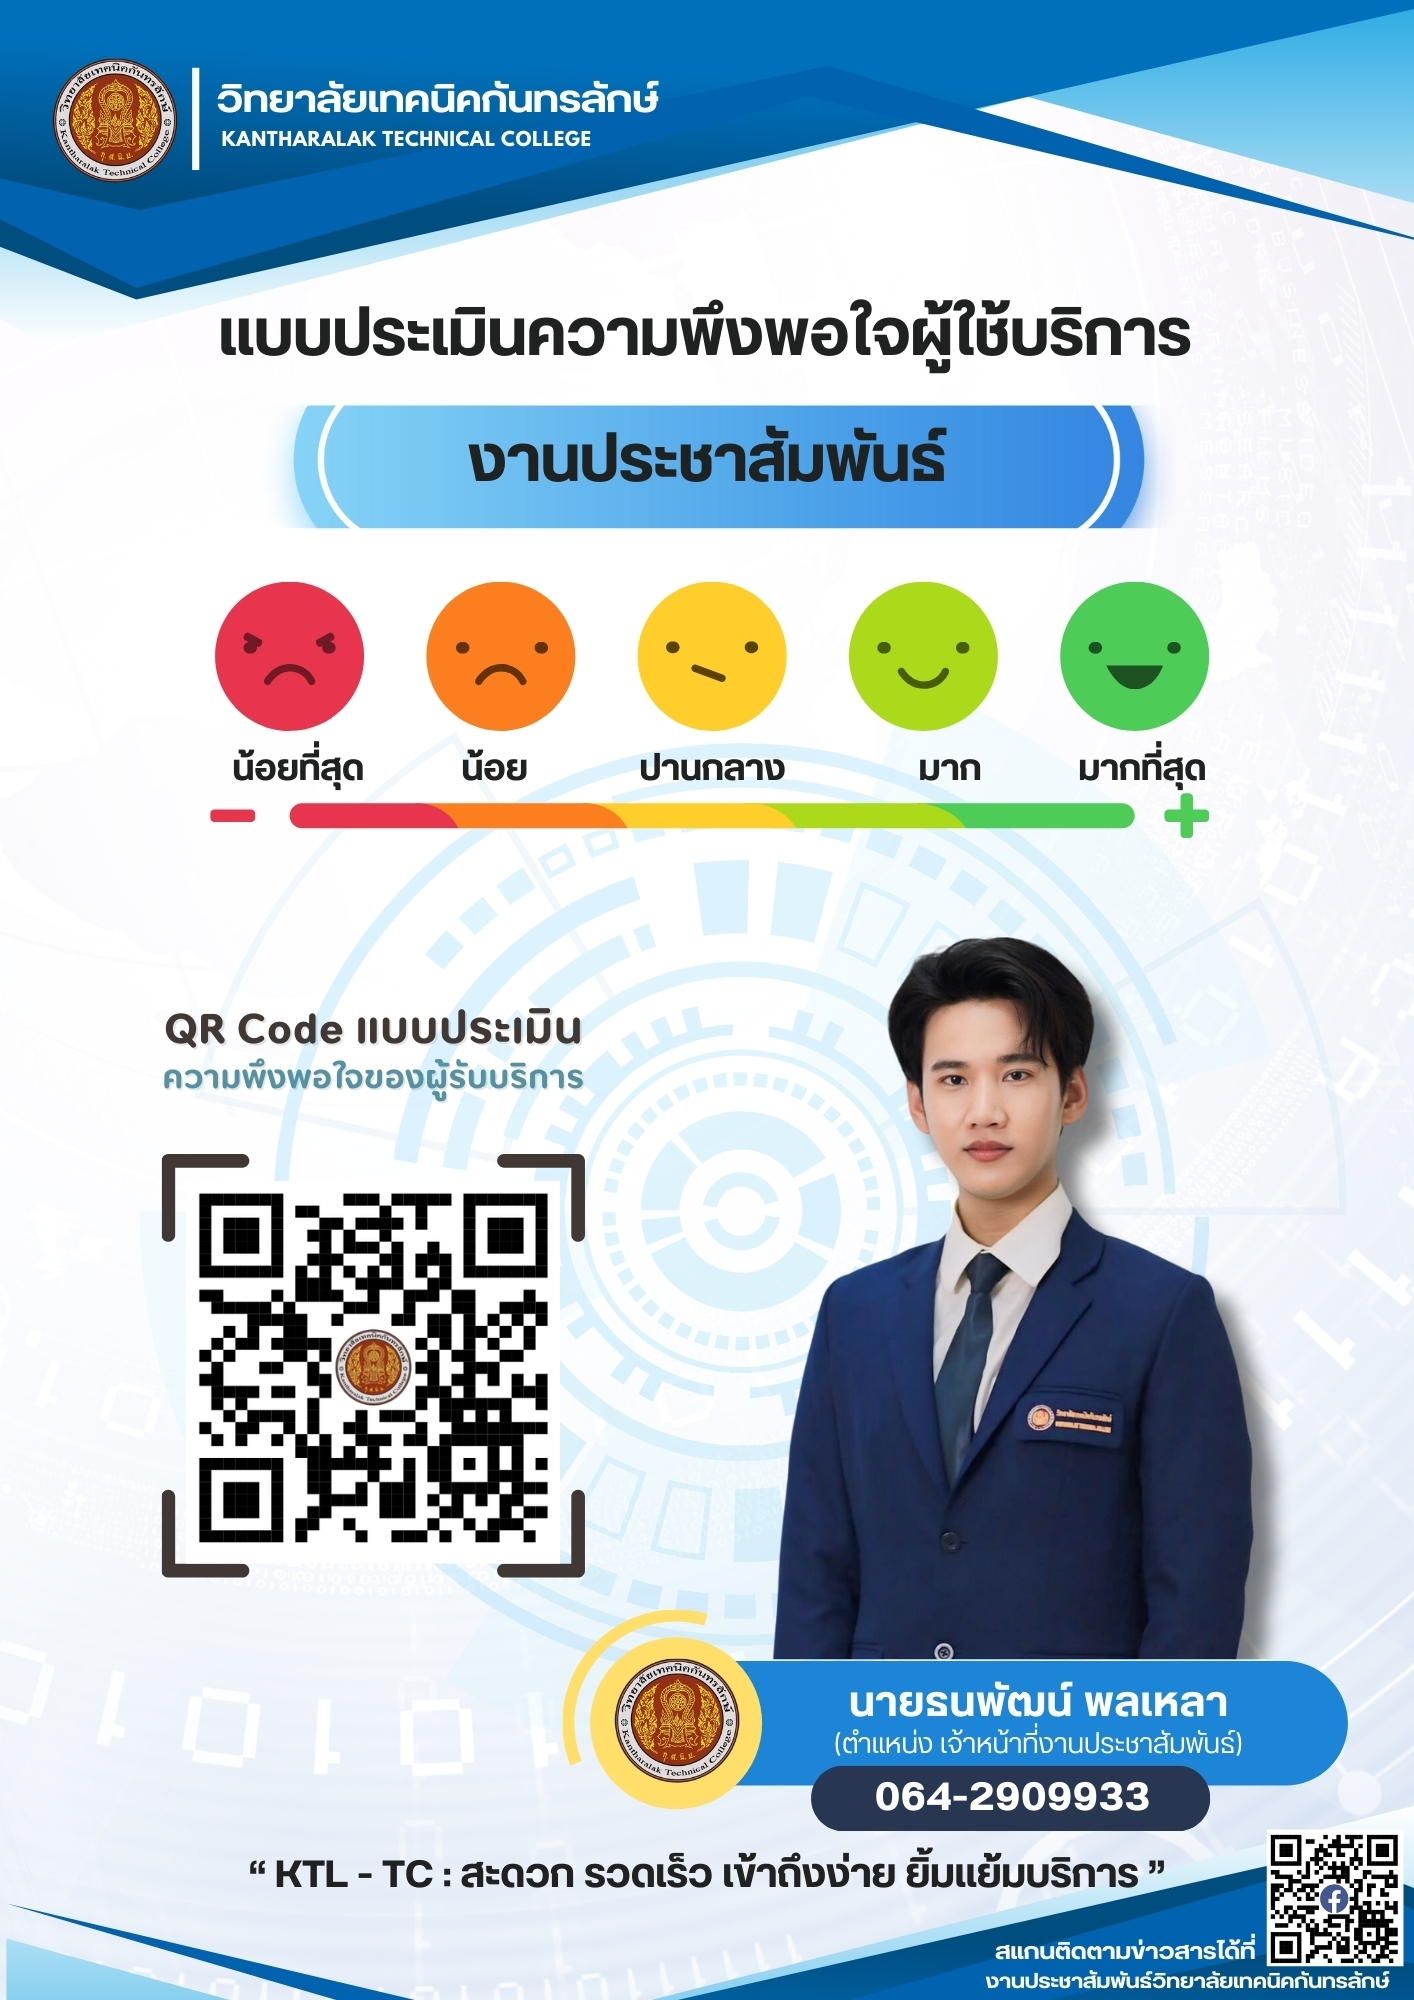 วิทยาลัยเทคนิคกันทรลักษ์
KANTHARALAK TECHNICAL COLLEGE
แบบประเมินความพึงพอใจผู้ใช้บริการ
งานประชาสัมพันธ์
น้อยที่สุด น้อย ปานกลาง มาก มากที่สุด
QR Code แบบประเมิน
ความพึงพอใจของผู้รับบริการ
นายธนพัฒน์ พลเหลา
(ตำแหน่ง เจ้าหน้าที่งานประชาสัมพันธ์)
064-2909933
“ KTL - TC : สะดวก รวดเร็ว เข้าถึงง่าย ยิ้มแย้มบริการ ”
สแกนติดตามข่าวสารได้ที่
งานประชาสัมพันธ์วิทยาลัยเทคนิคกันทรลักษ์